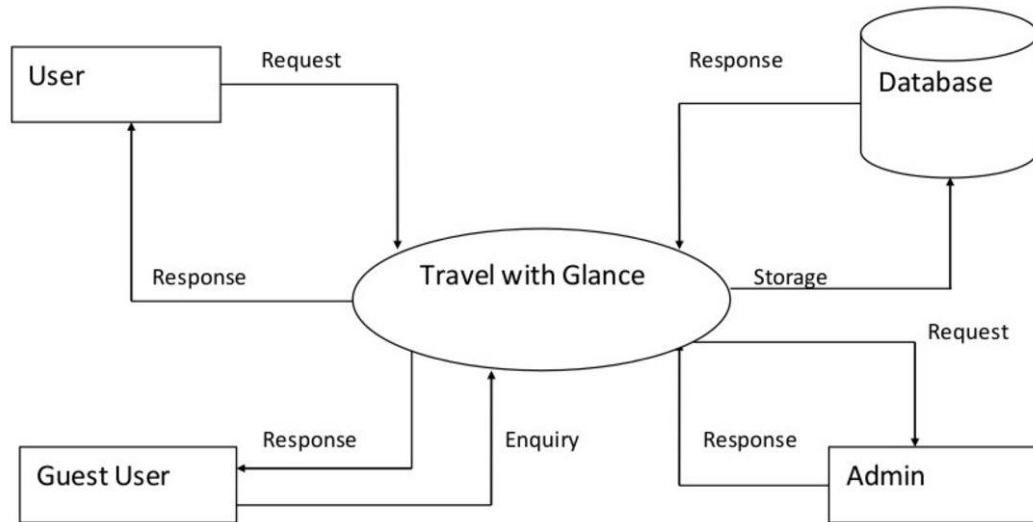 Request
Response
User
Database
Response
Travel with Glance
Storage
Request
Response
Enquiry
Response
Guest User
Admin